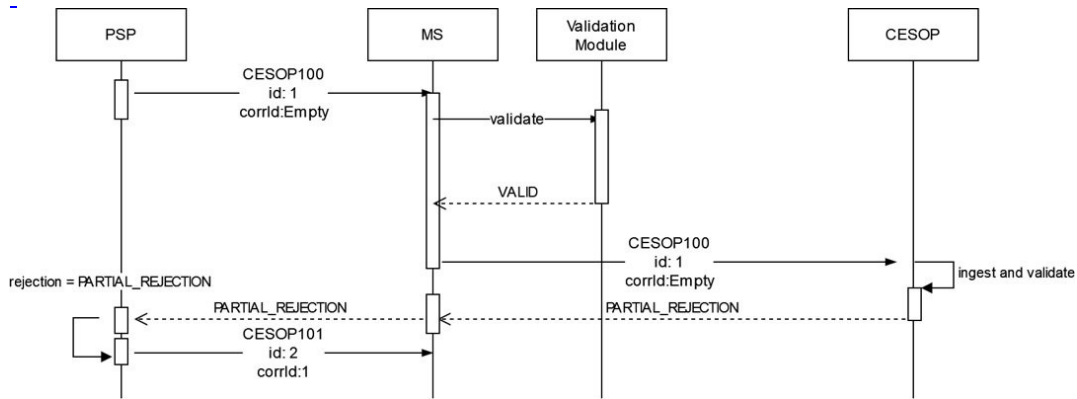 PSP
MS
Validation
Module
CESOP
CESOP100
id: 1
corrId:Empty
validate
VALID
CESOP100
id: 1
corrId:Empty
ingest and validate
rejection = PARTIAL_REJECTION
PARTIAL_REJECTION
PARTIAL_REJECTION
CESOP101
id: 2
corrId:1